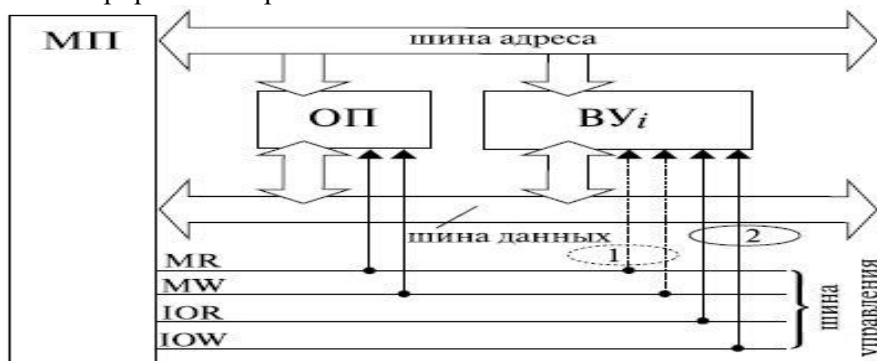 МП
шина адреса
ОП
ВУi
шина данных
1
2
MR
MW
IOR
IOW
шина
управления